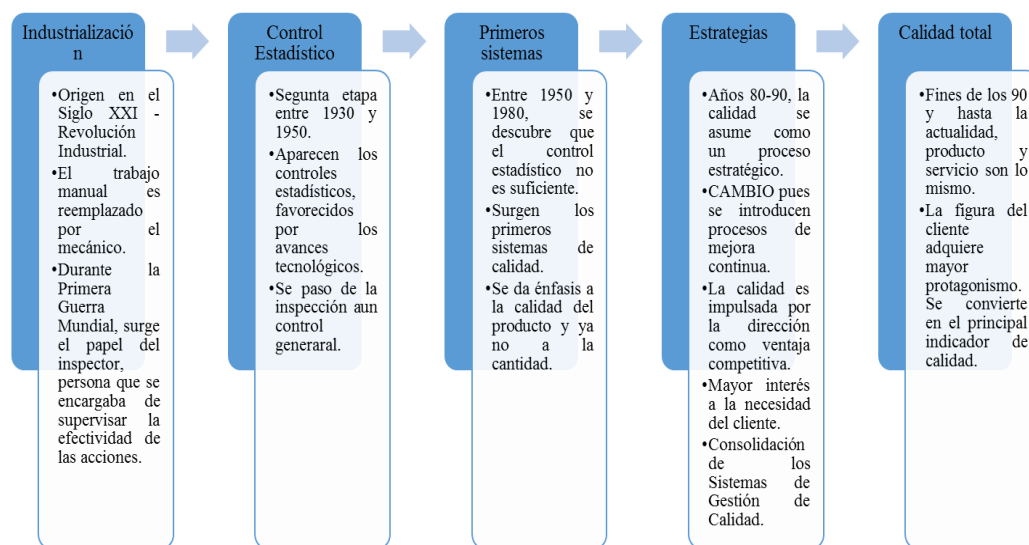 Industrializació
n
•Origen en el
Siglo XXI -
Revolución
Industrial.
•El trabajo
manual es
reemplazado
por el
mecánico.
•Durante la
Primera
Guerra
Mundial, surge
el papel del
inspector,
persona que se
encargaba de
supervisar la
efectividad de
las acciones.
Control
Estadístico
•Segunta etapa
entre 1930 y
1950.
•Aparecen los
controles
estadísticos,
favorecidos
por los
avances
tecnológicos.
•Se paso de la
inspección aun
control
generaral.
Primeros
sistemas
•Entre 1950 y
1980, se
descubre que
el control
estadístico no
es suficiente.
•Surgen los
primeros
sistemas de
calidad.
•Se da énfasis a
la calidad del
producto y ya
no a la
cantidad.
Estrategias
•Años 80-90, la
calidad se
asume como
un proceso
estratégico.
•CAMBIO pues
se introducen
procesos de
mejora
continua.
•La calidad es
impulsada por
la dirección
como ventaja
competitiva.
•Mayor interés
a la necesidad
del cliente.
•Consolidación
de los
Sistemas de
Gestión de
Calidad.
Calidad total
•Fines de los 90
y hasta la
actualidad,
producto y
servicio son lo
mismo.
•La figura del
cliente
adquiere
mayor
protagonismo.
Se convierte
en el principal
indicador de
calidad.